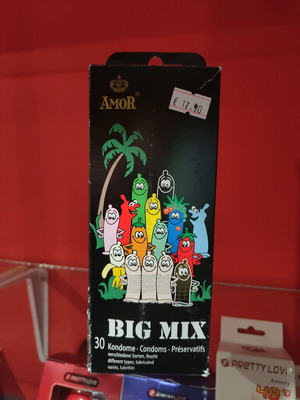 AMOR
€ 17,90
BIG MIX
30 Kondome · Condoms · Préservatifs
verschiedene Sorten, feucht
different types, lubricated
variés, lubrifiés
PRETTY LOVE